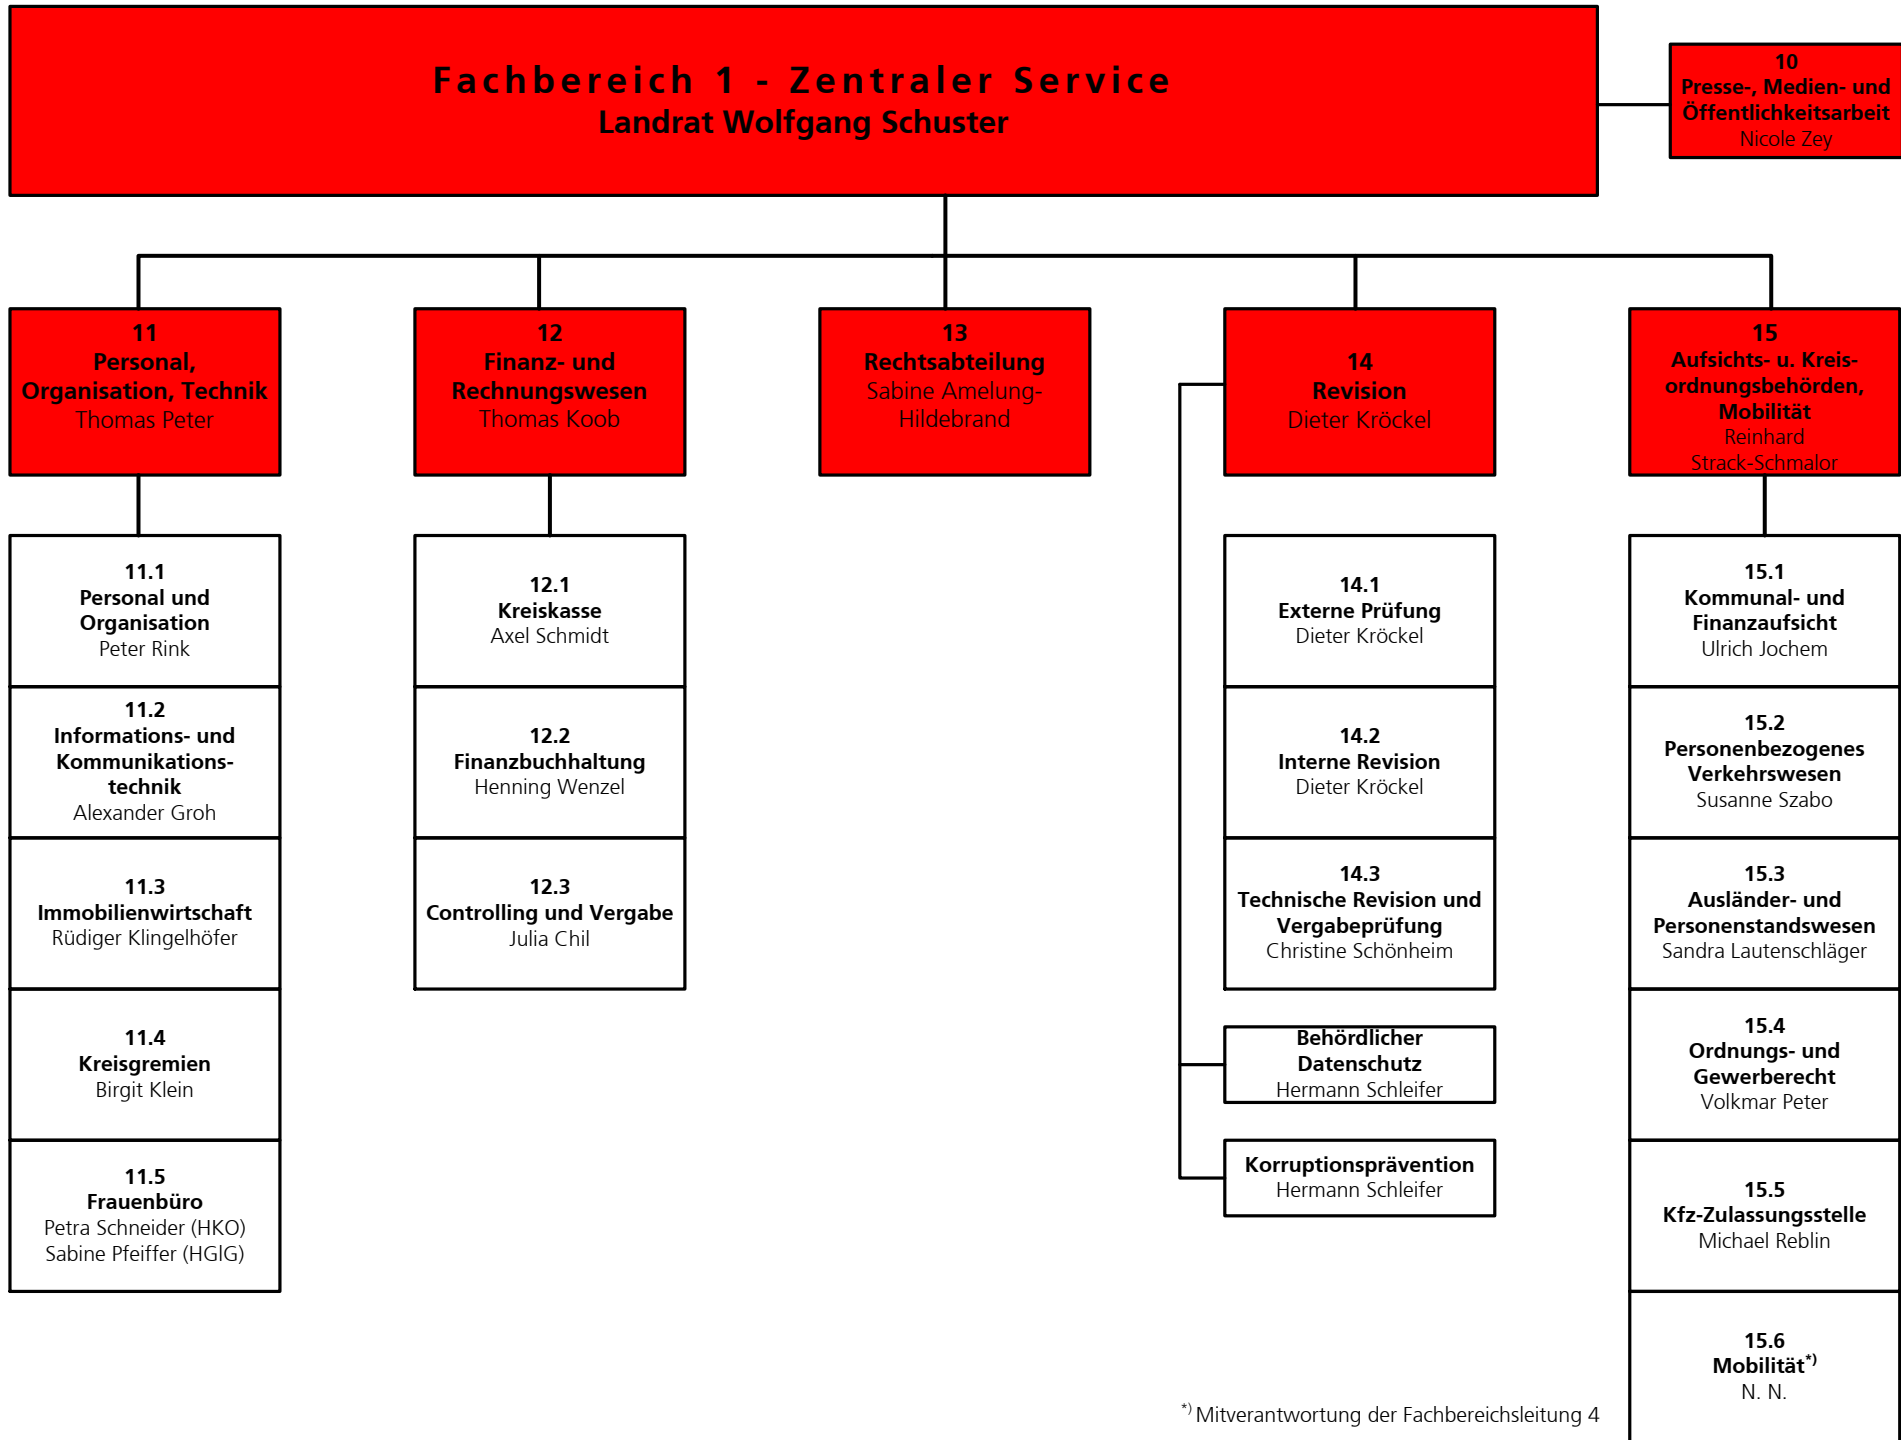 Fachbereich 1 - Zentraler Service
Landrat Wolfgang Schuster
10
Presse-, Medien- und
Öffentlichkeitsarbeit
Nicole Zey
11
Personal,
Organisation, Technik
Thomas Peter
12
Finanz- und
Rechnungswesen
Thomas Koob
13
Rechtsabteilung
Sabine Amelung-
Hildebrand
14
Revision
Dieter Kröckel
15
Aufsichts- u. Kreis-
ordnungsbehörden,
Mobilität
Reinhard
Strack-Schmalor
11.1
Personal und
Organisation
Peter Rink
11.2
Informations- und
Kommunikations-
technik
Alexander Groh
11.3
Immobilienwirtschaft
Rüdiger Klingelhöfer
11.4
Kreisgremien
Birgit Klein
11.5
Frauenbüro
Petra Schneider (HKO)
Sabine Pfeiffer (HGlG)
12.1
Kreiskasse
Axel Schmidt
12.2
Finanzbuchhaltung
Henning Wenzel
12.3
Controlling und Vergabe
Julia Chil
14.1
Externe Prüfung
Dieter Kröckel
14.2
Interne Revision
Dieter Kröckel
14.3
Technische Revision und
Vergabeprüfung
Christine Schönheim
Behördlicher
Datenschutz
Hermann Schleifer
Korruptionsprävention
Hermann Schleifer
15.1
Kommunal- und
Finanzaufsicht
Ulrich Jochem
15.2
Personenbezogenes
Verkehrswesen
Susanne Szabo
15.3
Ausländer- und
Personenstandswesen
Sandra Lautenschläger
15.4
Ordnungs- und
Gewerberecht
Volkmar Peter
15.5
Kfz-Zulassungsstelle
Michael Reblin
15.6
Mobilität*)
N. N.
*) Mitverantwortung der Fachbereichsleitung 4